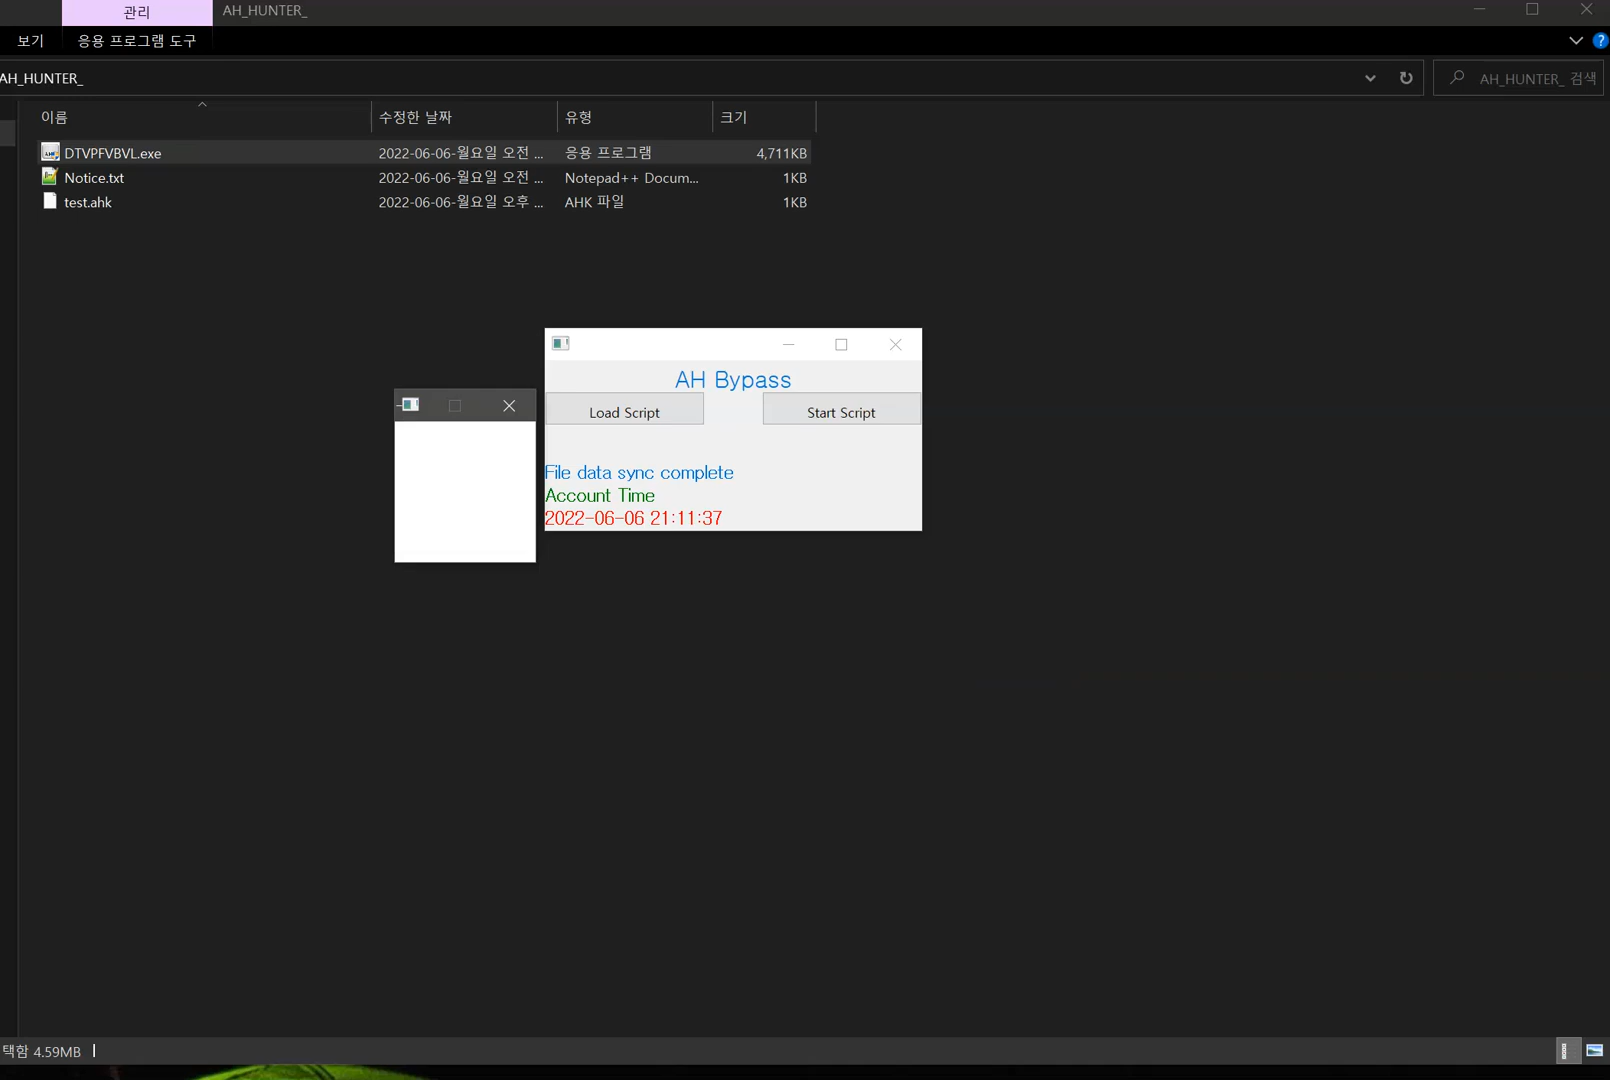 관리
AH_HUNTER_
보기
응용 프로그램 도구
?
AH_HUNTER_
AH_HUNTER_ 검색
이름
수정한 날짜
유형
크기
DTVPFVBVL.exe
2022-06-06-월요일 오전 ...
응용 프로그램
4,711KB
Notice.txt
2022-06-06-월요일 오전 ...
Notepad++ Docum...
1KB
test.ahk
2022-06-06-월요일 오후 ...
AHK 파일
1KB
AH Bypass
Load Script
Start Script
File data sync complete
Account Time
2022-06-06 21:11:37
택함 4.59MB